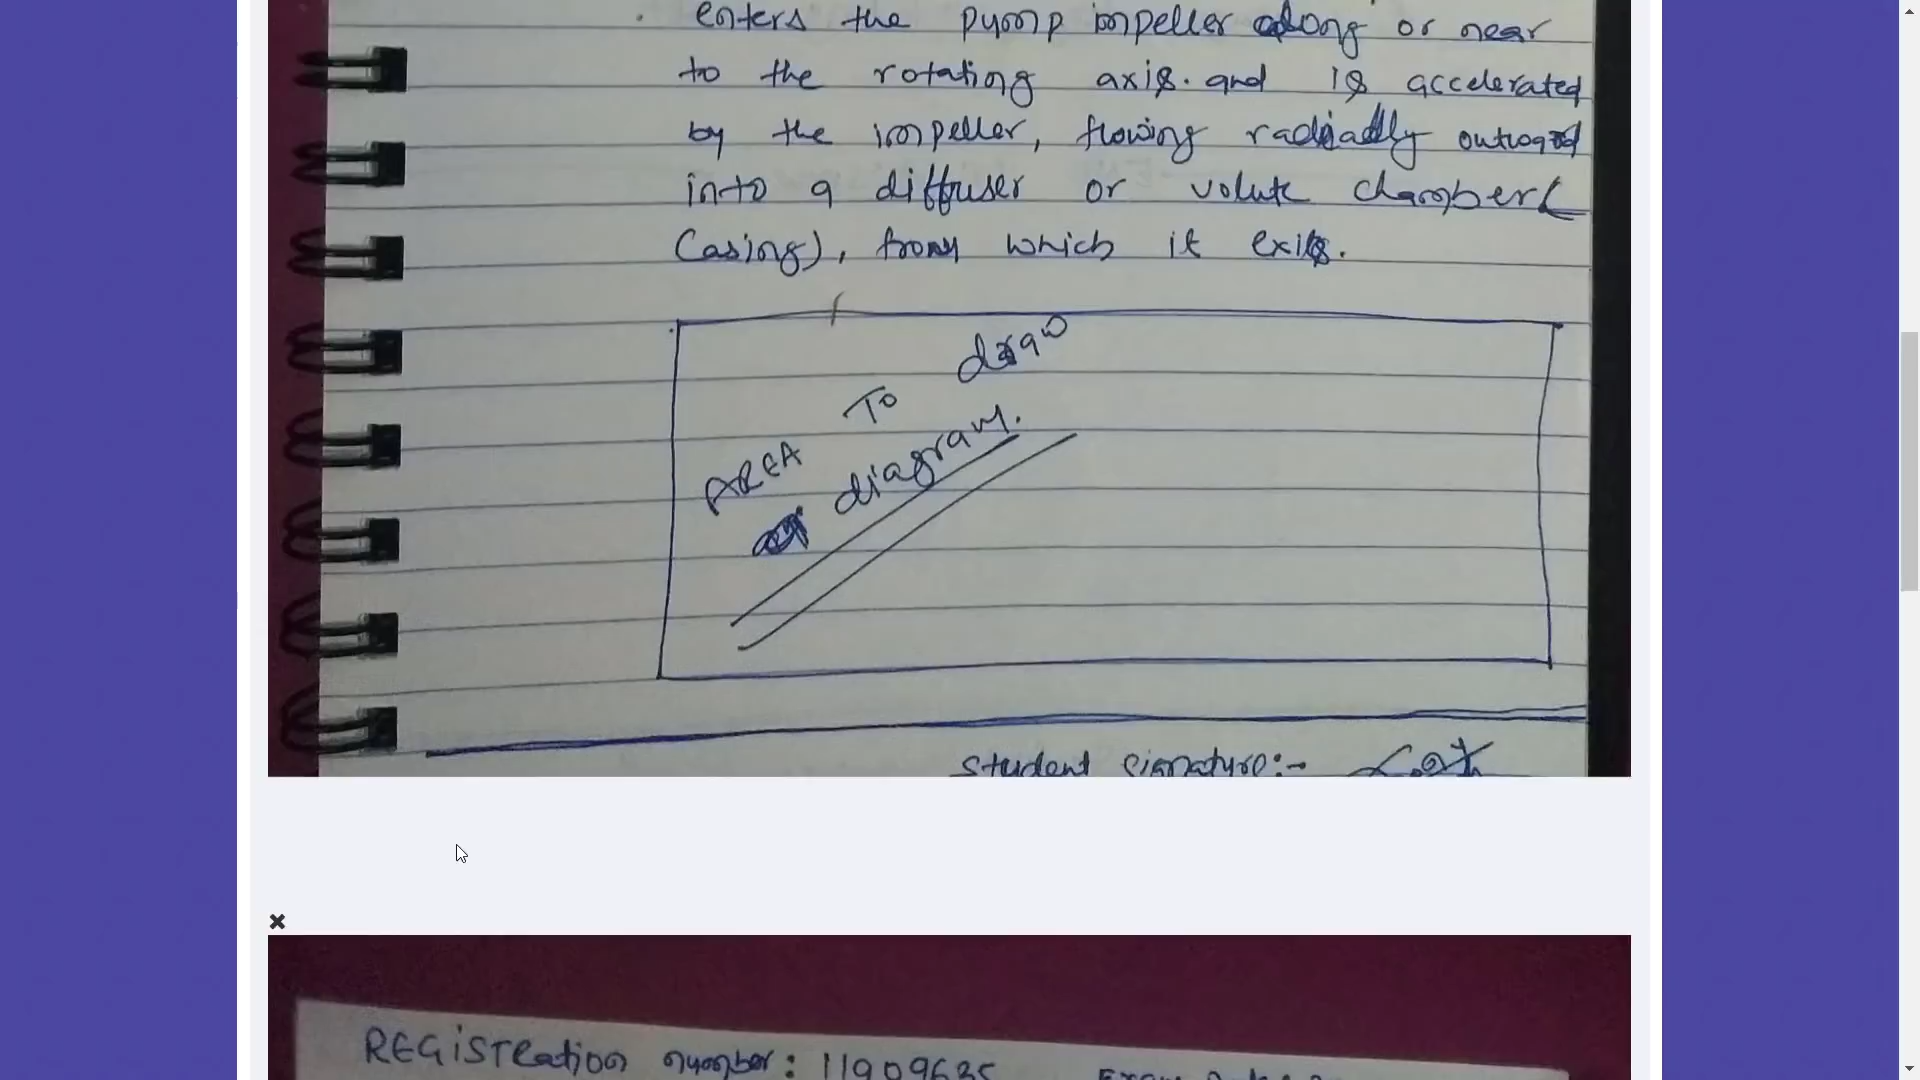 enters the pump impeller along or near
to the rotating axis. and is accelerated
by the impeller, flowing radially outward
into a diffuser or volute chamber(
Casing), from which it exits.
AREA To draw
diagram.
Student signature:-
REGiSTRation number: 11909635 Exam